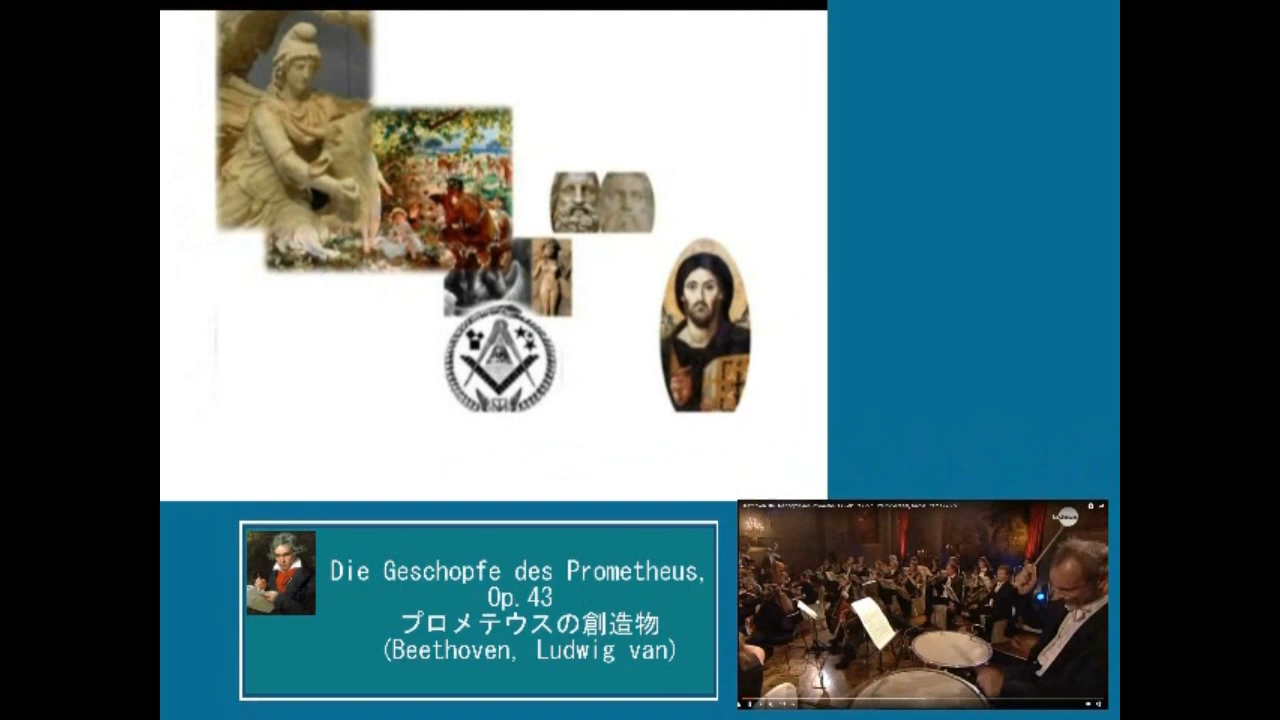 Die Geschopfe des Prometheus,
Op.43
プロメテウスの創造物
(Beethoven, Ludwig van)